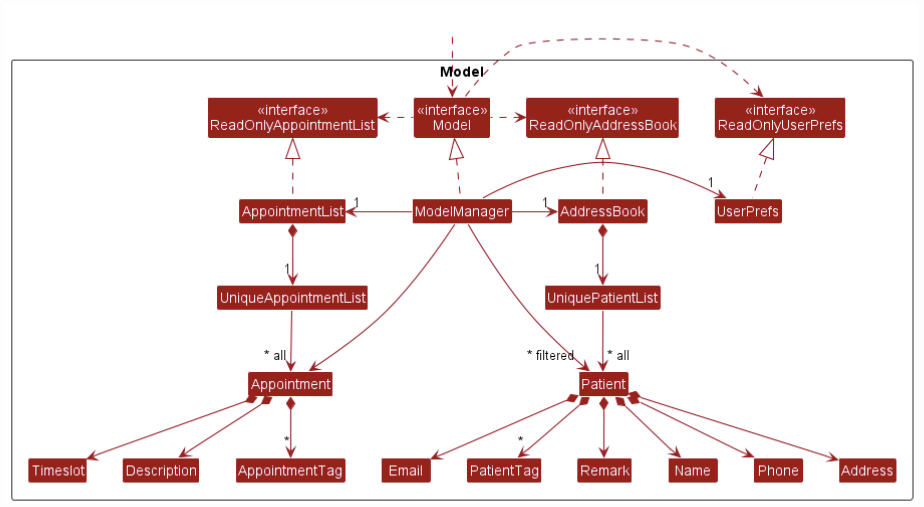 Model
«interface»
ReadOnlyAppointmentList
«interface»
Model
«interface»
ReadOnlyAddressBook
«interface»
ReadOnlyUserPrefs
AppointmentList
1
ModelManager
1
AddressBook
1
UserPrefs
1
1
UniqueAppointmentList
UniquePatientList
* all
* filtered
* all
Appointment
Patient
*
*
Timeslot
Description
AppointmentTag
Email
PatientTag
Remark
Name
Phone
Address